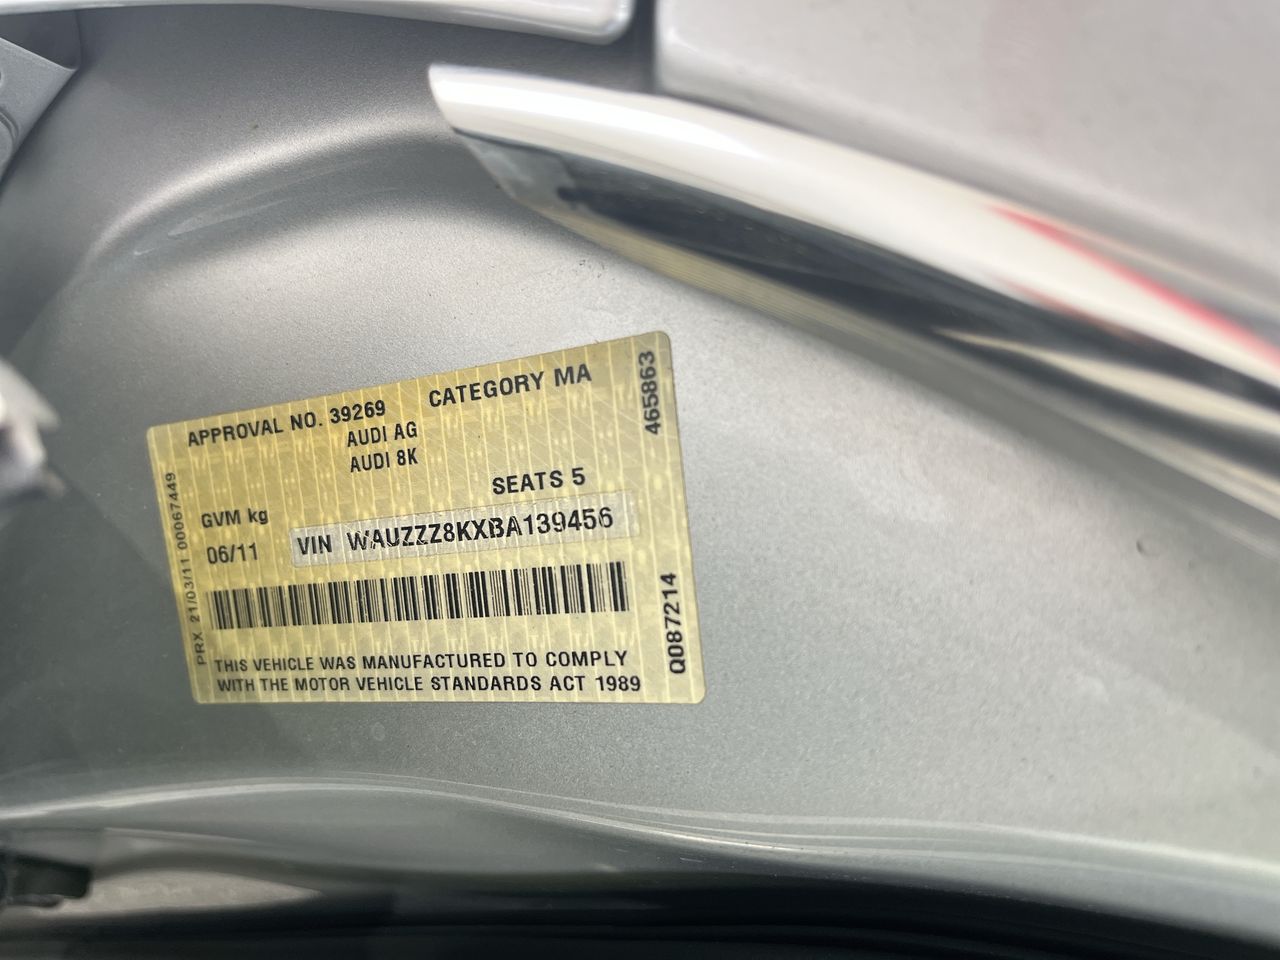 APPROVAL NO. 39269 CATEGORY MA
AUDI AG
AUDI 8K
SEATS 5
GVM kg
06/11
VIN WAUZZZ8KXBA139456
THIS VEHICLE WAS MANUFACTURED TO COMPLY
WITH THE MOTOR VEHICLE STANDARDS ACT 1989
PRX 21/03/11 00067449
465863
Q087214